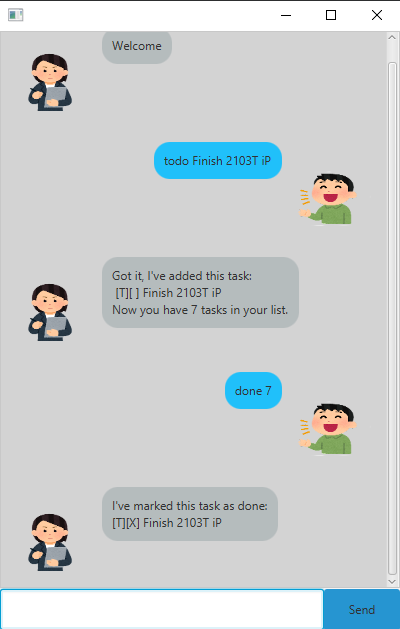 Welcome
todo Finish 2103T iP
Got it, I've added this task:
[T][ ] Finish 2103T iP
Now you have 7 tasks in your list.
done 7
I've marked this task as done:
[T][X] Finish 2103T iP
Send